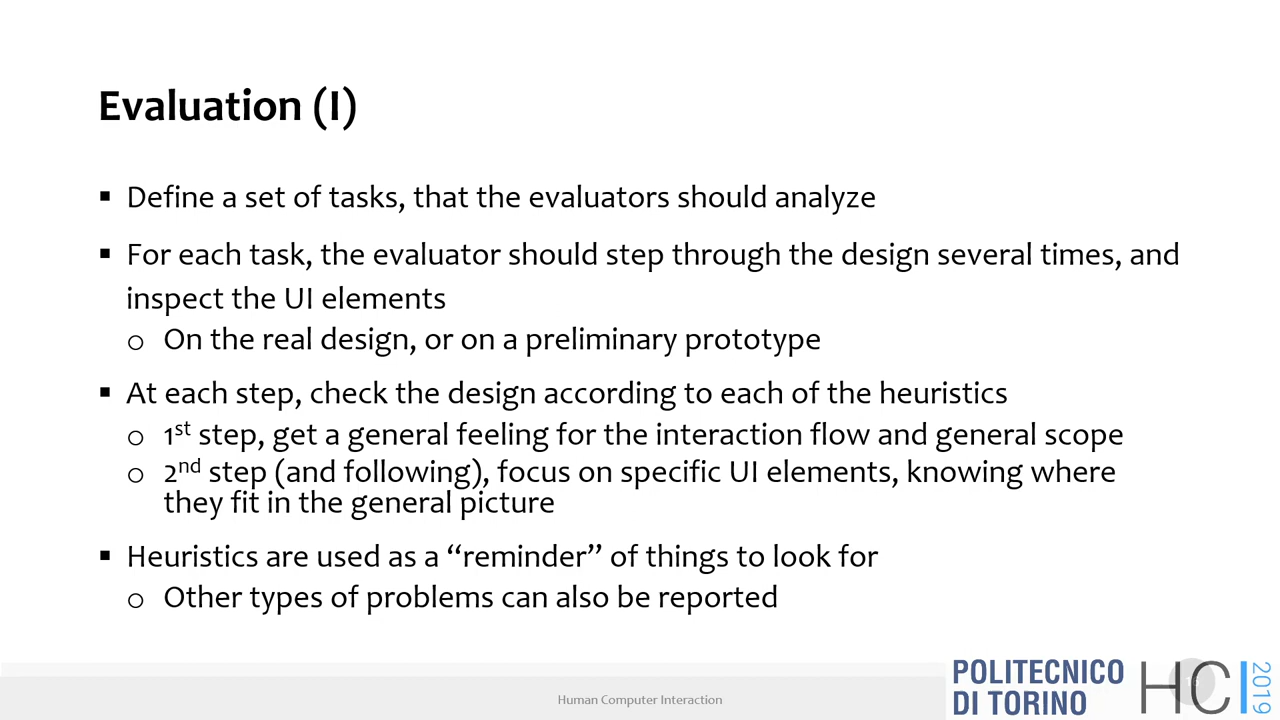 Evaluation (I)
▪ Define a set of tasks, that the evaluators should analyze
▪ For each task, the evaluator should step through the design several times, and
inspect the UI elements
o On the real design, or on a preliminary prototype
▪ At each step, check the design according to each of the heuristics
o 1st step, get a general feeling for the interaction flow and general scope
o 2nd step (and following), focus on specific UI elements, knowing where
they fit in the general picture
▪ Heuristics are used as a “reminder” of things to look for
o Other types of problems can also be reported
Human Computer Interaction
POLITECNICO
DI TORINO
HCI
2019